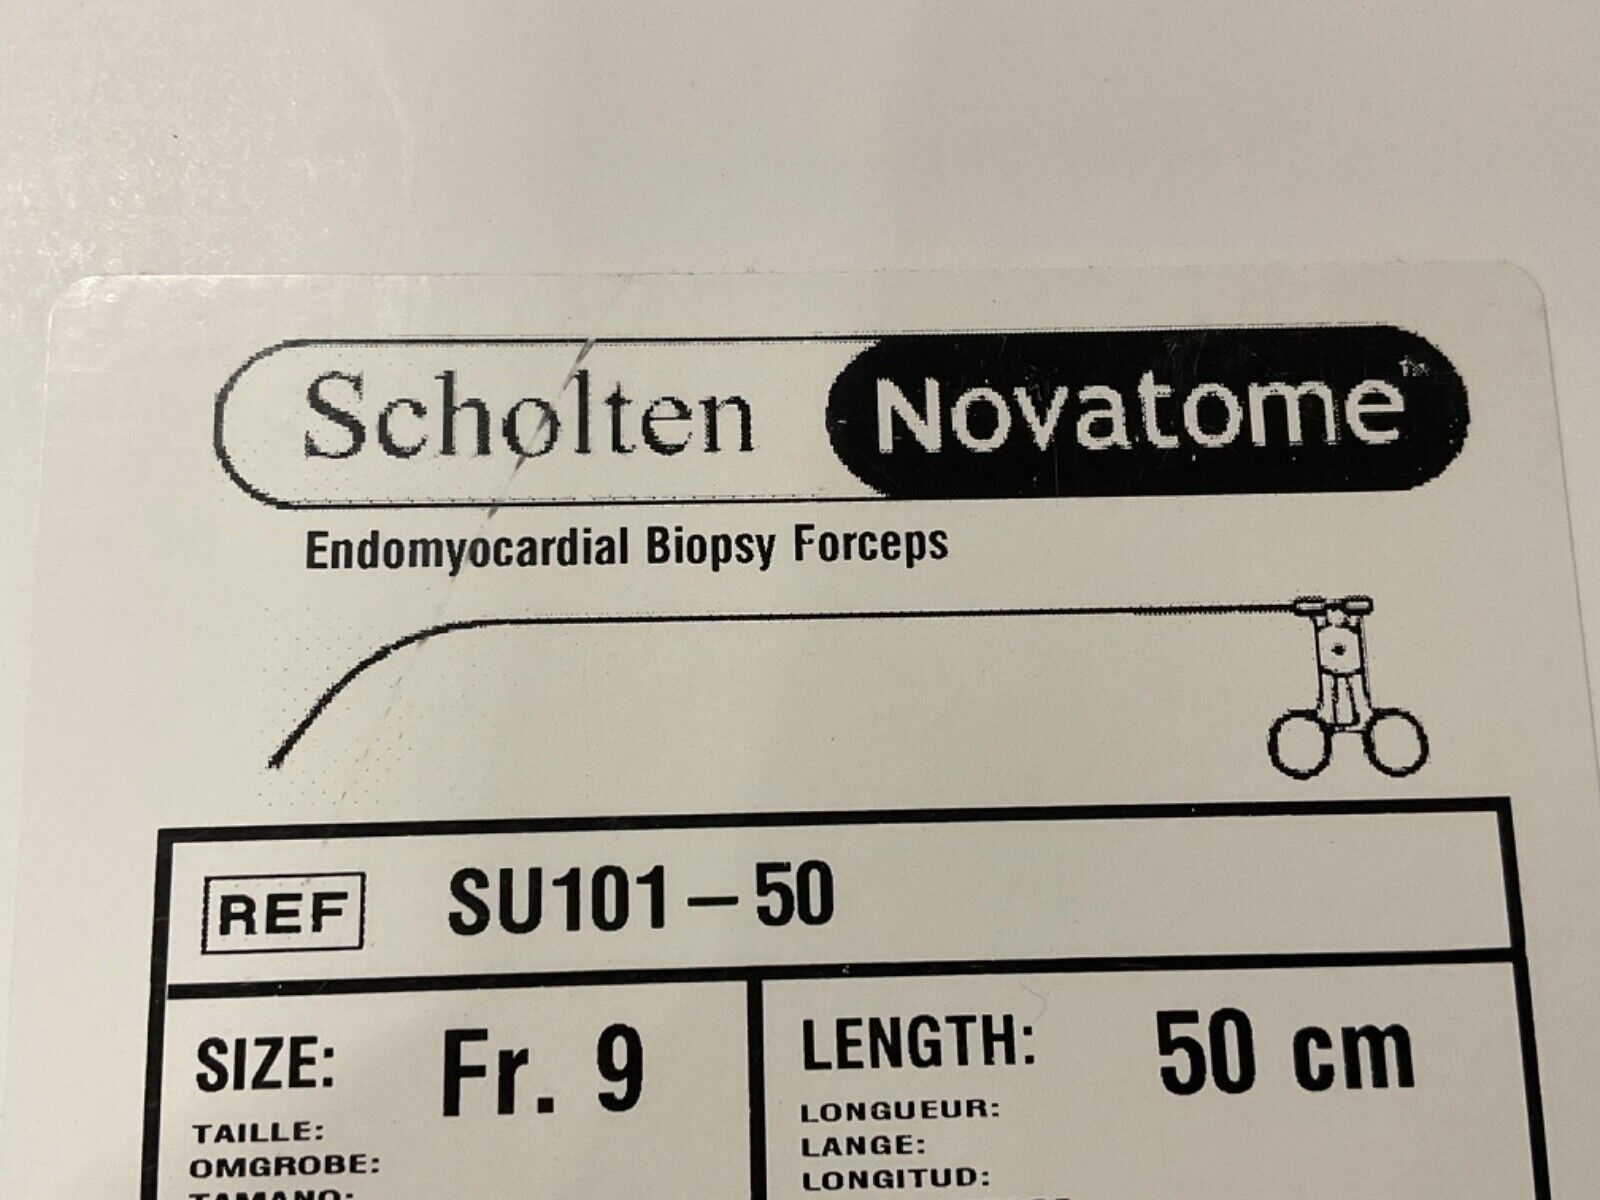 Scholten Novatome™
Endomyocardial Biopsy Forceps
REF SU101-50
SIZE: Fr. 9
TAILLE:
OMGROBE:
TAMANO:
LENGTH: 50 cm
LONGUEUR:
LANGE:
LONGITUD: